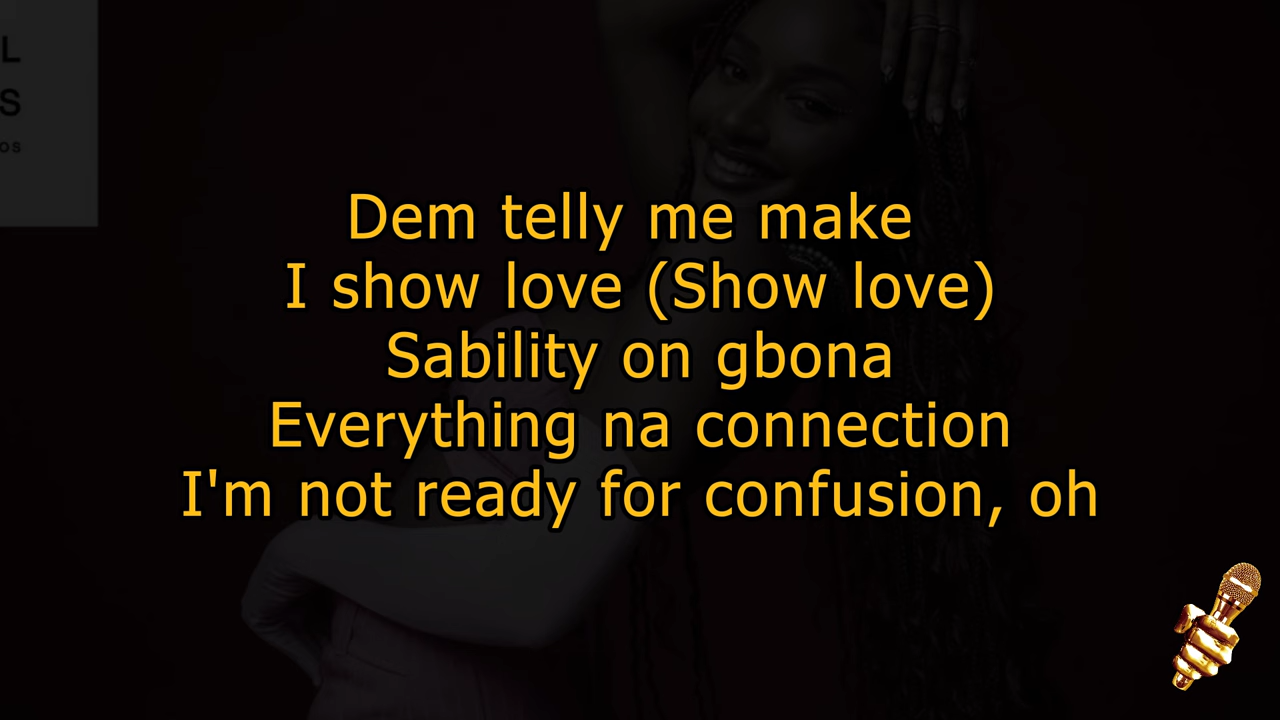 L
S
OS
Dem telly me make
I show love (Show love)
Sability on gbona
Everything na connection
I'm not ready for confusion, oh